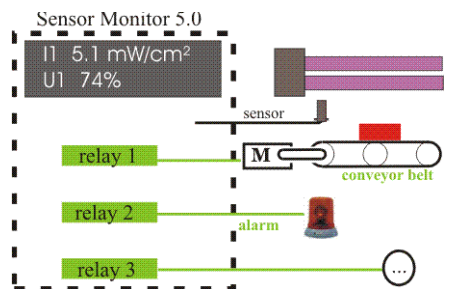 Sensor Monitor 5.0
I1 5.1 mW/cm²
U1 74%
sensor
relay 1
M
conveyor belt
relay 2
alarm
relay 3
...